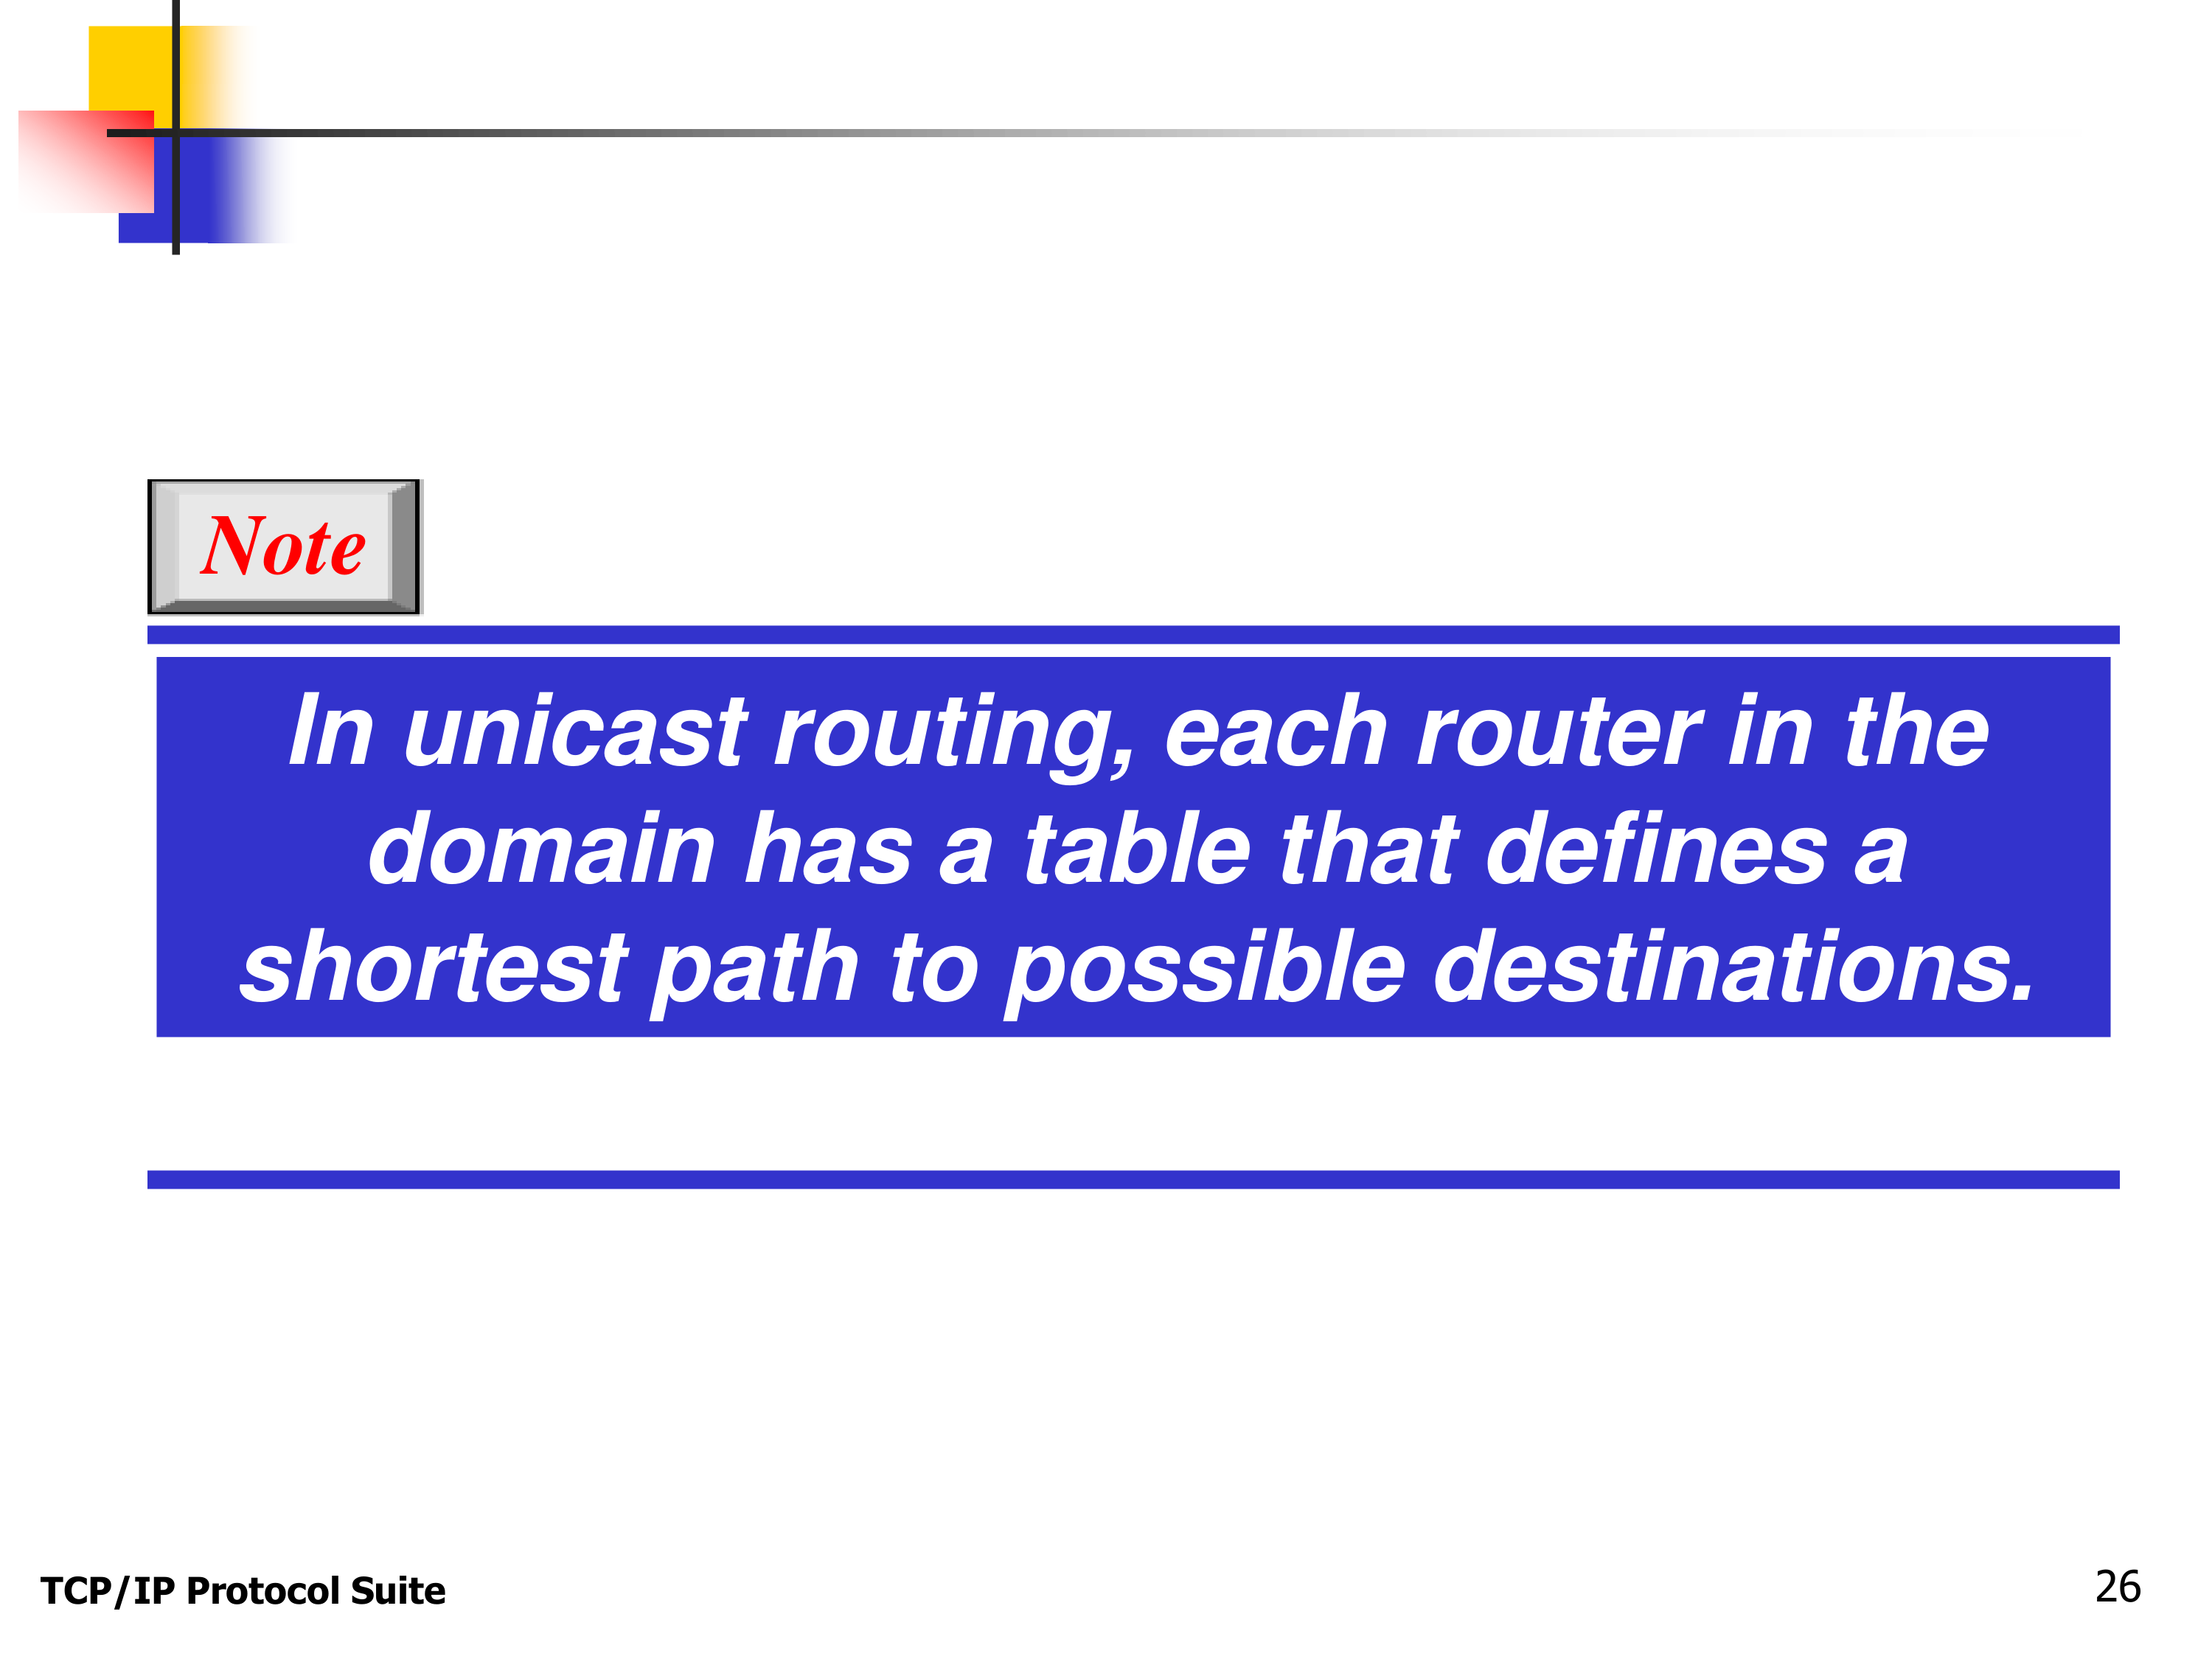 Note
In unicast routing, each router in the
domain has a table that defines a
shortest path to possible destinations.
TCP/IP Protocol Suite
26